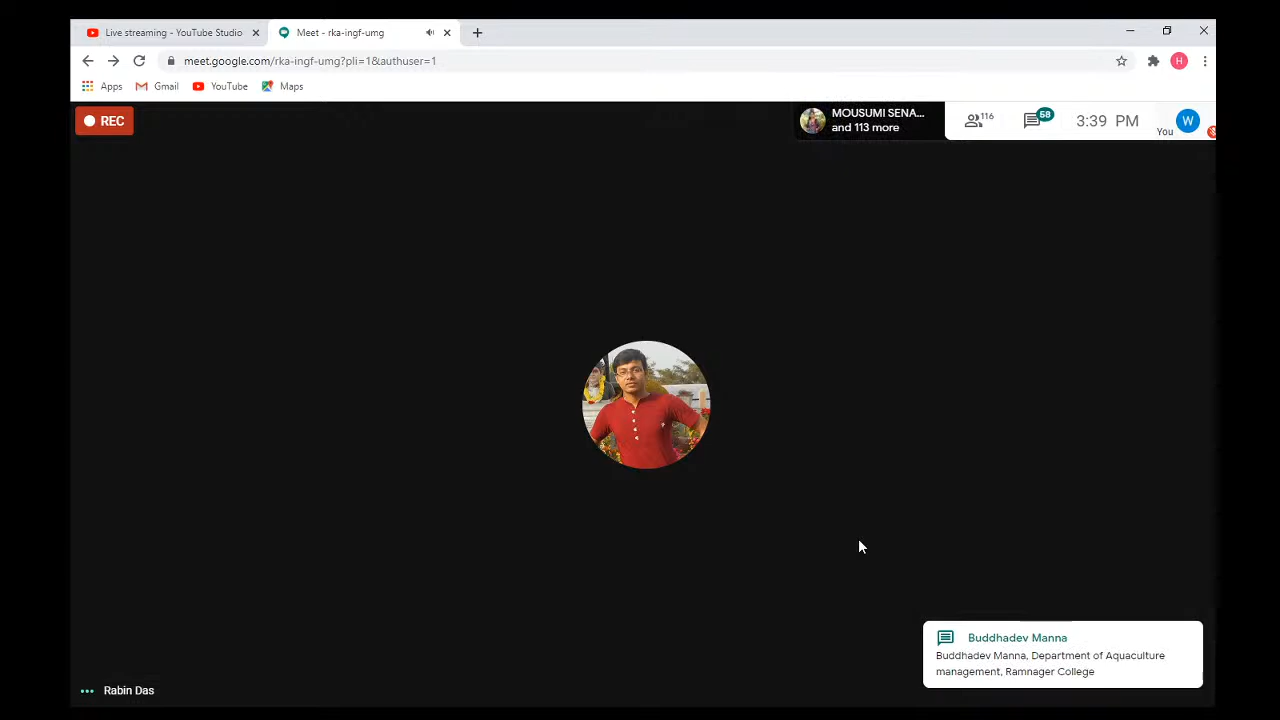 Live streaming - YouTube Studio
Meet - rka-ingf-umg
meet.google.com/rka-ingf-umg?pli=1&authuser=1
H
Apps
Gmail
YouTube
Maps
REC
MOUSUMI SENA...
and 113 more
116
58
3:39 PM
You
W
Buddhadev Manna
Buddhadev Manna, Department of Aquaculture
management, Ramnager College
Rabin Das